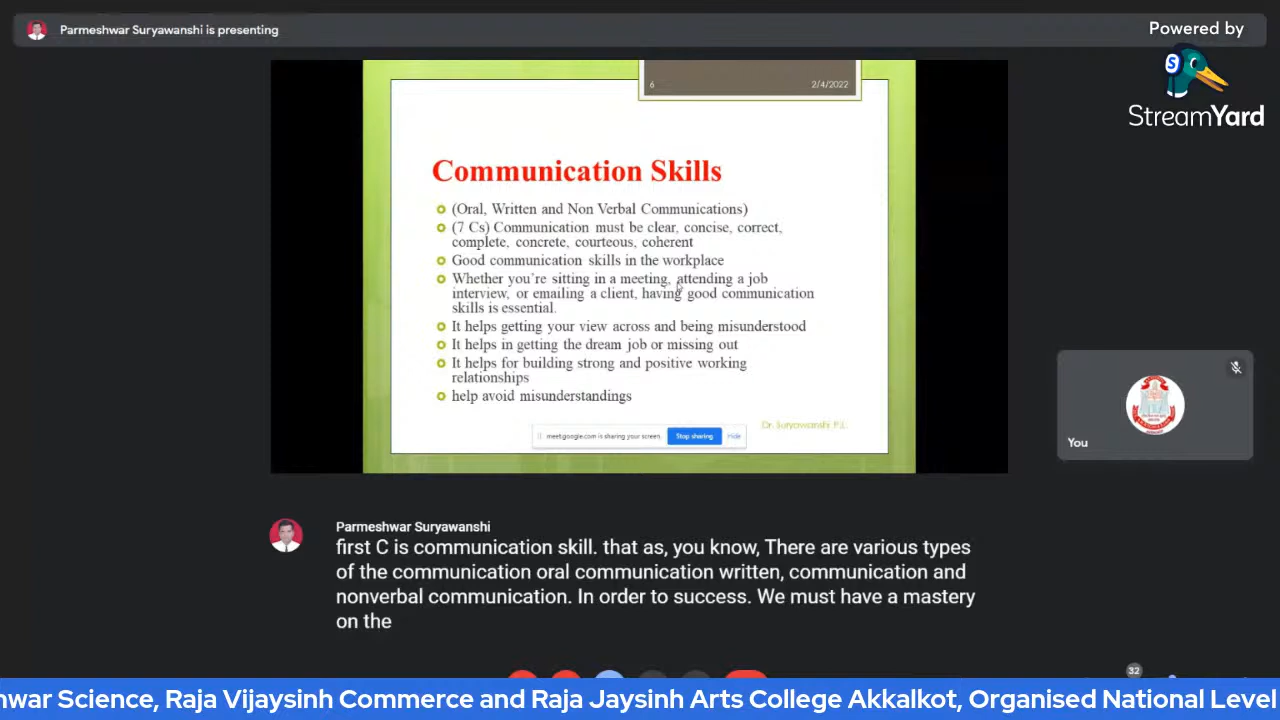 Parmeshwar Suryawanshi is presenting
Powered by
StreamYard
6
2/4/2022
Communication Skills
(Oral, Written and Non Verbal Communications)
(7 Cs) Communication must be clear, concise, correct,
complete, concrete, courteous, coherent
Good communication skills in the workplace
Whether you're sitting in a meeting, attending a job
interview, or emailing a client, having good communication
skills is essential.
It helps getting your view across and being misunderstood
It helps in getting the dream job or missing out
It helps for building strong and positive working
relationships
help avoid misunderstandings
Dr. Suryawanshi P.L.
meet.google.com is sharing your screen.
Stop sharing
Hide
You
Parmeshwar Suryawanshi
first C is communication skill. that as, you know, There are various types
of the communication oral communication written, communication and
nonverbal communication. In order to success. We must have a mastery
on the
32
war Science, Raja Vijaysinh Commerce and Raja Jaysinh Arts College Akkalkot, Organised National Level